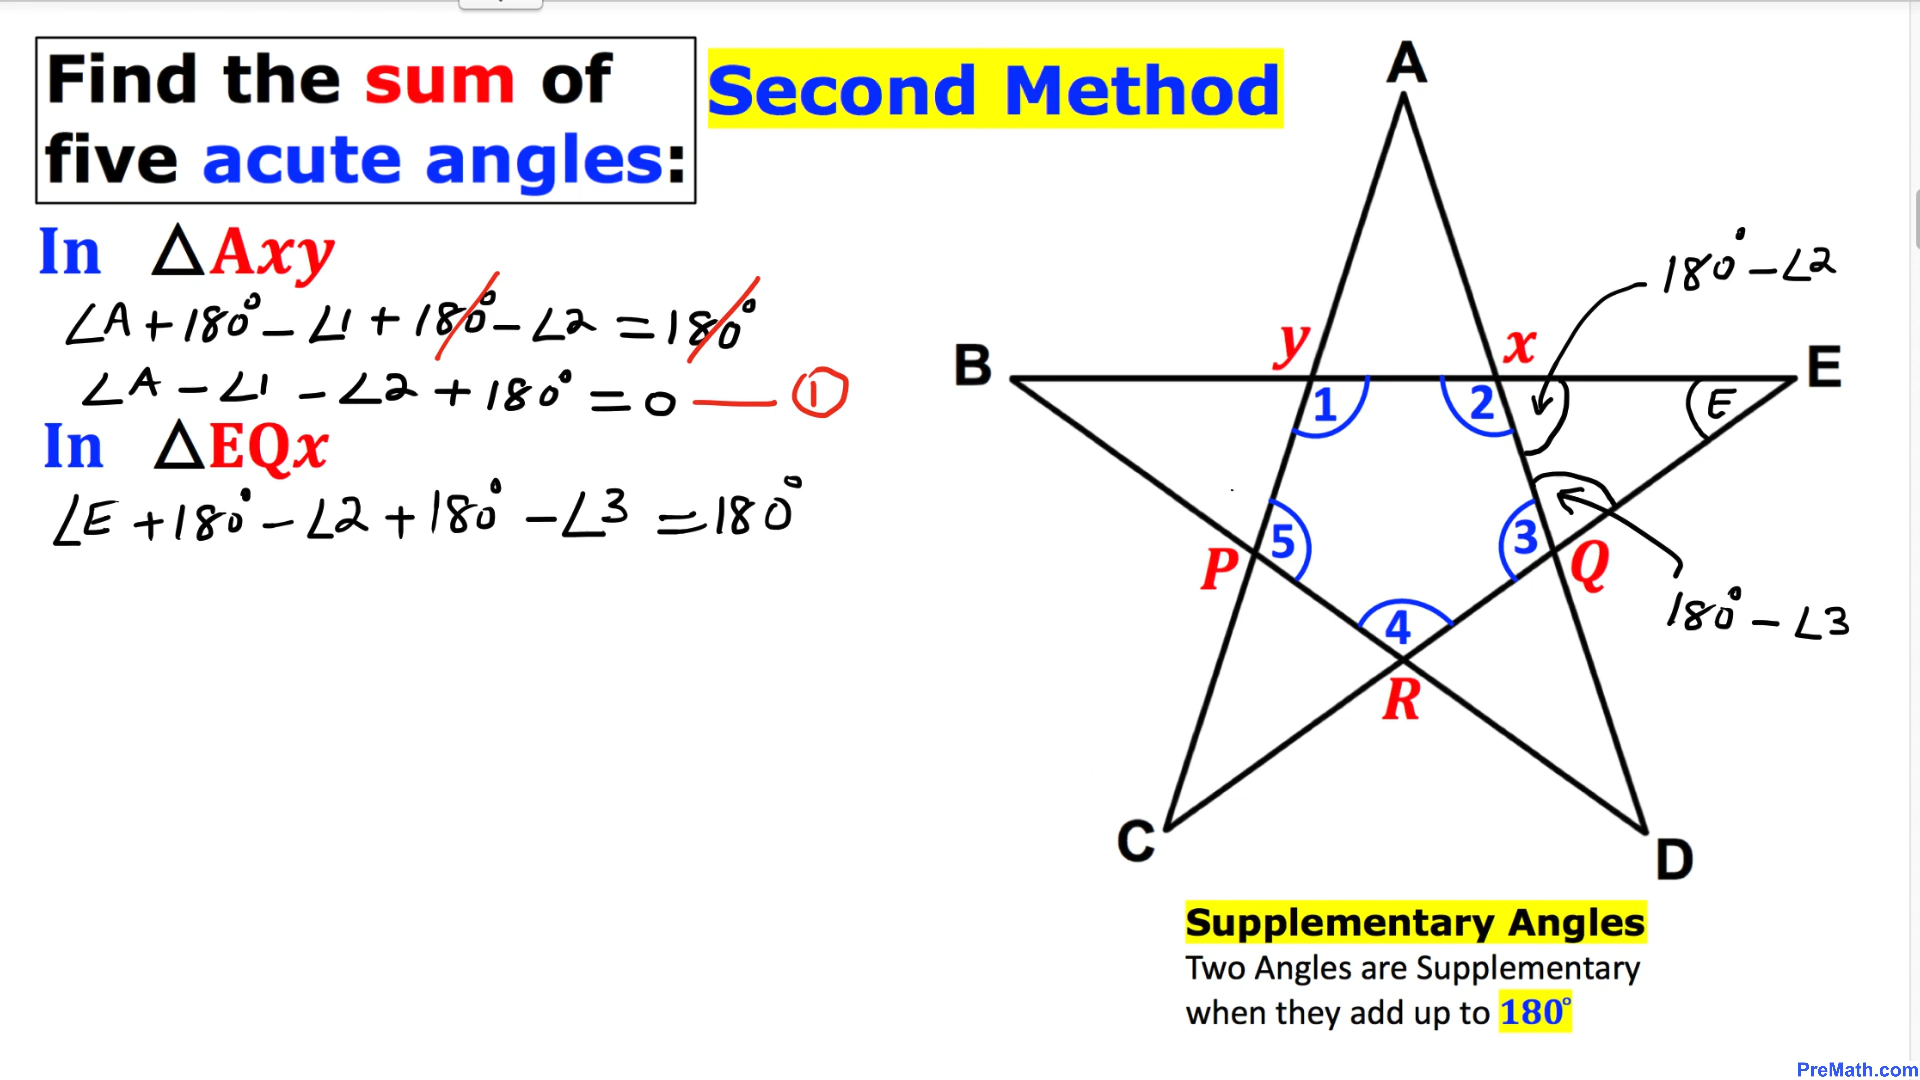 Find the sum of
five acute angles:
Second Method
In △Axy
∠A + 180° - ∠1 + 180° - ∠2 = 180°
∠A - ∠1 - ∠2 + 180° = 0 — ①
In △EQx
∠E + 180° - ∠2 + 180° - ∠3 = 180°
A
180° - ∠2
B
y
x
E
1
2
E
P
5
3
Q
4
180° - ∠3
R
C
D
Supplementary Angles
Two Angles are Supplementary
when they add up to 180°
PreMath.com